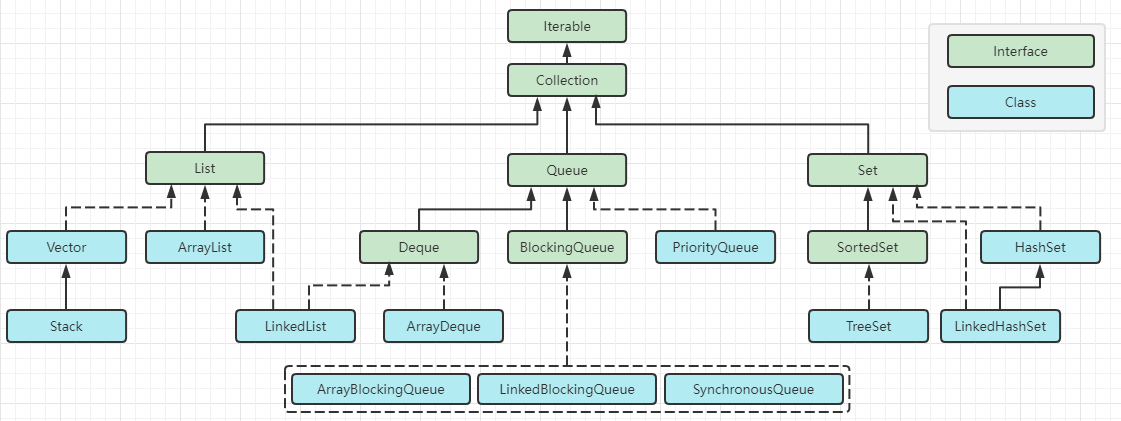 Iterable
Interface
Collection
Class
List
Queue
Set
Vector
ArrayList
Deque
BlockingQueue
PriorityQueue
SortedSet
HashSet
Stack
LinkedList
ArrayDeque
TreeSet
LinkedHashSet
ArrayBlockingQueue
LinkedBlockingQueue
SynchronousQueue